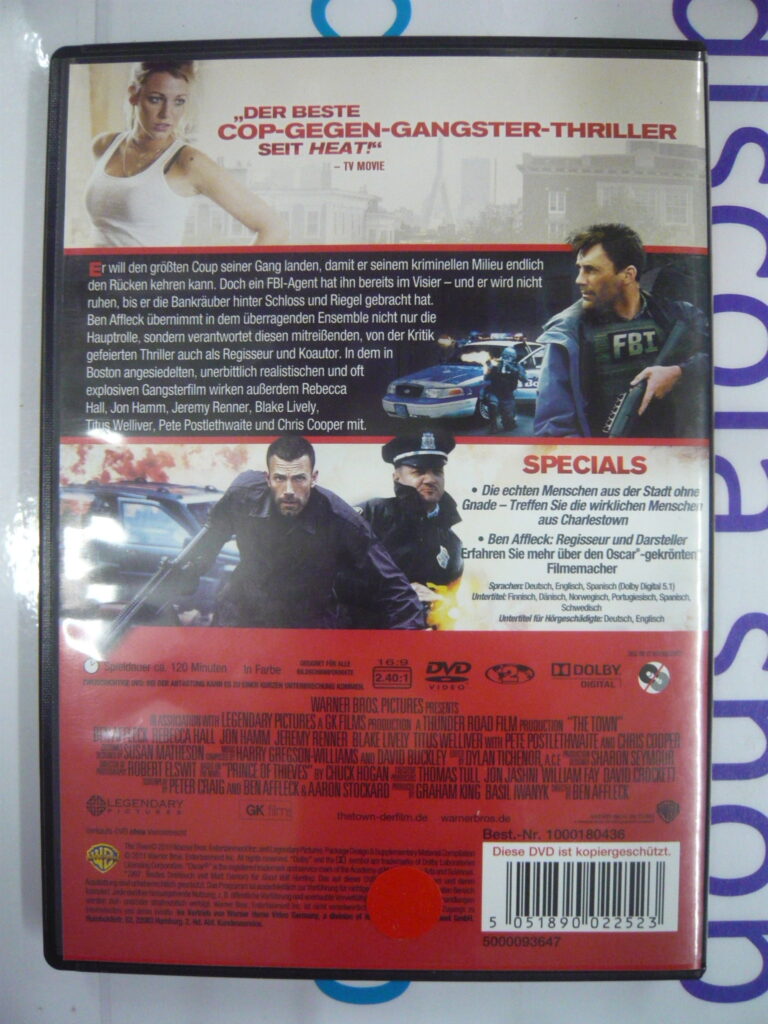 „DER BESTE
COP-GEGEN-GANGSTER-THRILLER
SEIT HEAT!“
– TV MOVIE
Er will den größten Coup seiner Gang landen, damit er seinem kriminellen Milieu endlich
den Rücken kehren kann. Doch ein FBI-Agent hat ihn bereits im Visier – und er wird nicht
ruhen, bis er die Bankräuber hinter Schloss und Riegel gebracht hat.
Ben Affleck übernimmt in dem überragenden Ensemble nicht nur die
Hauptrolle, sondern verantwortet diesen mitreißenden, von der Kritik
gefeierten Thriller auch als Regisseur und Koautor. In dem in
Boston angesiedelten, unerbittlich realistischen und oft
explosiven Gangsterfilm wirken außerdem Rebecca
Hall, Jon Hamm, Jeremy Renner, Blake Lively,
Titus Welliver, Pete Postlethwaite und Chris Cooper mit.
FBI
SPECIALS
• Die echten Menschen aus der Stadt ohne
Gnade – Treffen Sie die wirklichen Menschen
aus Charlestown
• Ben Affleck: Regisseur und Darsteller
Erfahren Sie mehr über den Oscar®-gekrönten
Filmemacher
Sprachen: Deutsch, Englisch, Spanisch (Dolby Digital 5.1)
Untertitel: Finnisch, Dänisch, Norwegisch, Portugiesisch, Spanisch,
Schwedisch
Untertitel für Hörgeschädigte: Deutsch, Englisch
Spieldauer ca. 120 Minuten In Farbe
16:9
2.40:1
DVD
VIDEO
DOLBY
DIGITAL
WARNER BROS. PICTURES PRESENTS
IN ASSOCIATION WITH LEGENDARY PICTURES A GK FILMS PRODUCTION A THUNDER ROAD FILM PRODUCTION "THE TOWN"
REBECCA HALL JON HAMM JEREMY RENNER BLAKE LIVELY TITUS WELLIVER WITH PETE POSTLETHWAITE AND CHRIS COOPER
SUSAN MATHESON HARRY GREGSON-WILLIAMS AND DAVID BUCKLEY DYLAN TICHENOR, A.C.E. SHARON SEYMOUR
ROBERT ELSWIT "PRINCE OF THIEVES" BY CHUCK HOGAN THOMAS TULL JON JASHNI WILLIAM FAY DAVID CROCKETT
PETER CRAIG AND BEN AFFLECK & AARON STOCKARD GRAHAM KING BASIL IWANYK BEN AFFLECK
LEGENDARY
PICTURES
GK films
thetown-derfilm.de warnerbros.de
Best.-Nr. 1000180436
Diese DVD ist kopiergeschützt.
5 051890 022523
5000093647
discolia shop